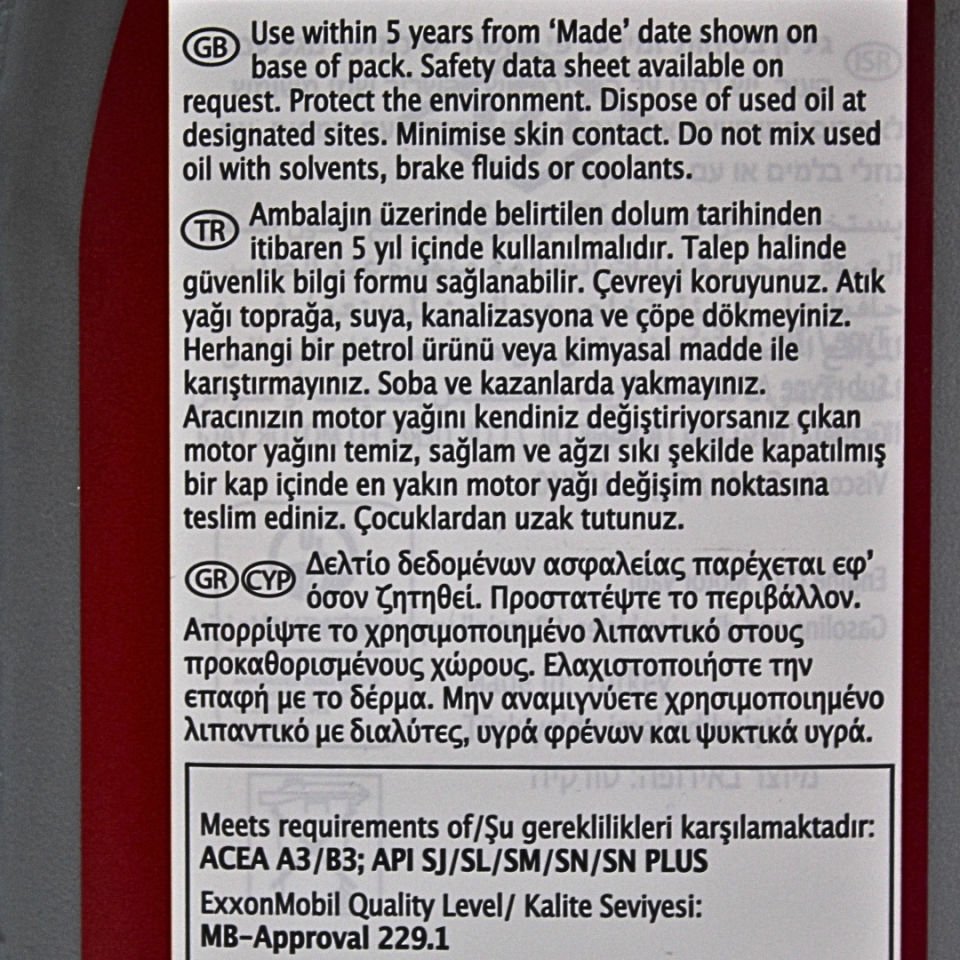 GB Use within 5 years from ‘Made’ date shown on
base of pack. Safety data sheet available on
request. Protect the environment. Dispose of used oil at
designated sites. Minimise skin contact. Do not mix used
oil with solvents, brake fluids or coolants.
TR Ambalajın üzerinde belirtilen dolum tarihinden
itibaren 5 yıl içinde kullanılmalıdır. Talep halinde
güvenlik bilgi formu sağlanabilir. Çevreyi koruyunuz. Atık
yağı toprağa, suya, kanalizasyona ve çöpe dökmeyiniz.
Herhangi bir petrol ürünü veya kimyasal madde ile
karıştırmayınız. Soba ve kazanlarda yakmayınız.
Aracınızın motor yağını kendiniz değiştiriyorsanız çıkan
motor yağını temiz, sağlam ve ağzı sıkı şekilde kapatılmış
bir kap içinde en yakın motor yağı değişim noktasına
teslim ediniz. Çocuklardan uzak tutunuz.
GR CYP Δελτίο δεδομένων ασφαλείας παρέχεται εφ’
όσον ζητηθεί. Προστατέψτε το περιβάλλον.
Απορρίψτε το χρησιμοποιημένο λιπαντικό στους
προκαθορισμένους χώρους. Ελαχιστοποιήστε την
επαφή με το δέρμα. Μην αναμιγνύετε χρησιμοποιημένο
λιπαντικό με διαλύτες, υγρά φρένων και ψυκτικά υγρά.
Meets requirements of/Şu gereklilikleri karşılamaktadır:
ACEA A3/B3; API SJ/SL/SM/SN/SN PLUS
ExxonMobil Quality Level/ Kalite Seviyesi:
MB-Approval 229.1